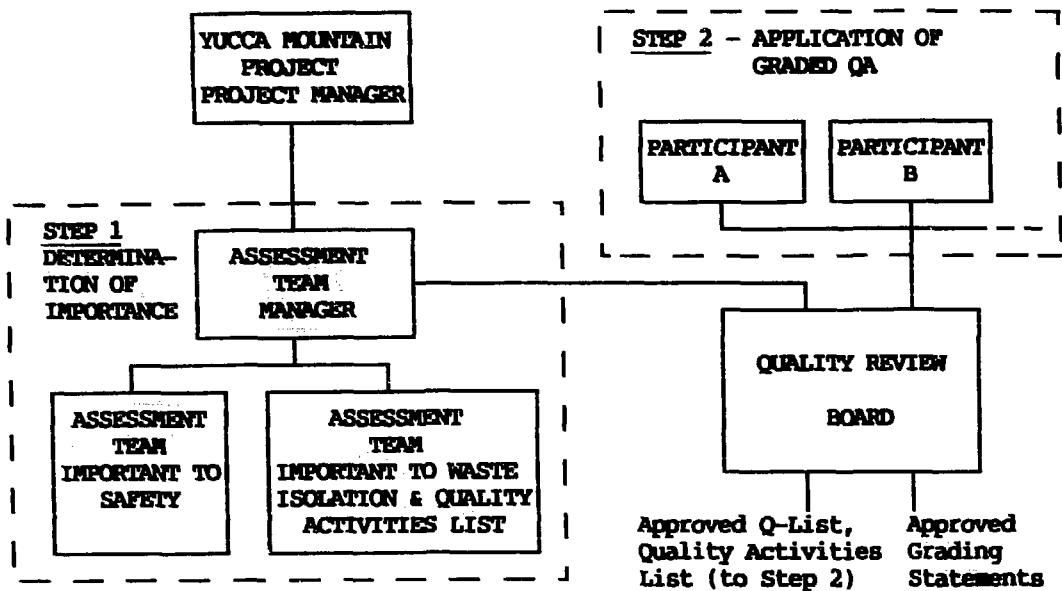 YUCCA MOUNTAIN
PROJECT
PROJECT MANAGER
STEP 2 - APPLICATION OF
GRADED QA
PARTICIPANT
A
PARTICIPANT
B
STEP 1
DETERMINA-
TION OF
IMPORTANCE
ASSESSMENT
TEAM
MANAGER
ASSESSMENT
TEAM
IMPORTANT TO
SAFETY
ASSESSMENT
TEAM
IMPORTANT TO WASTE
ISOLATION & QUALITY
ACTIVITIES LIST
QUALITY REVIEW
BOARD
Approved Q-List,
Quality Activities
List (to Step 2)
Approved
Grading
Statements